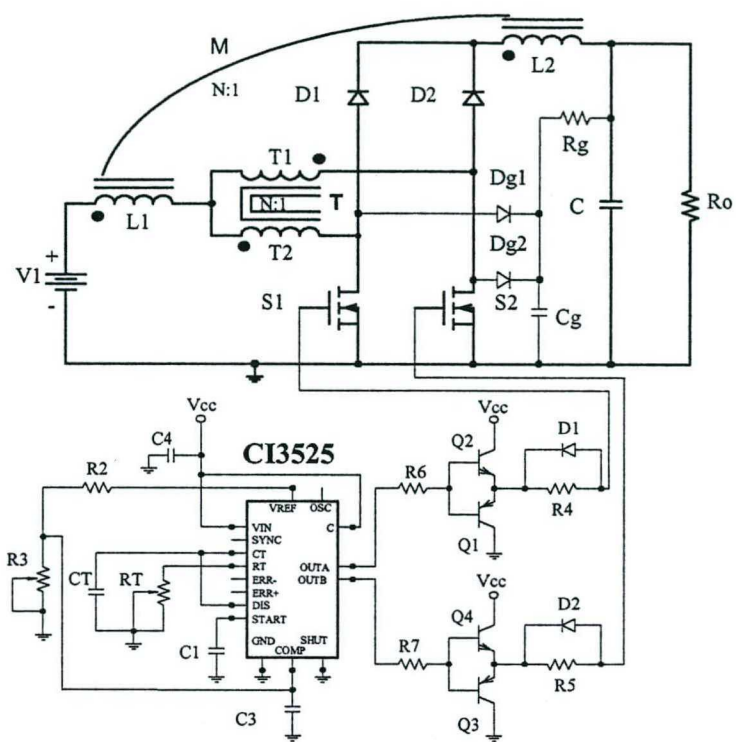 M
N:1
L2
D1
D2
Rg
T1
Dg1
N:1
T
C
Ro
L1
T2
Dg2
V1
+
-
S1
S2
Cg
Vcc
Vcc
C4
CI3525
Q2
D1
R2
R6
VREF
OSC
VIN
C
R4
SYNC
CT
Q1
R3
CT
RT
RT
OUTA
ERR-
OUTB
Vcc
ERR+
DIS
Q4
D2
START
C1
GND
SHUT
R7
COMP
R5
C3
Q3